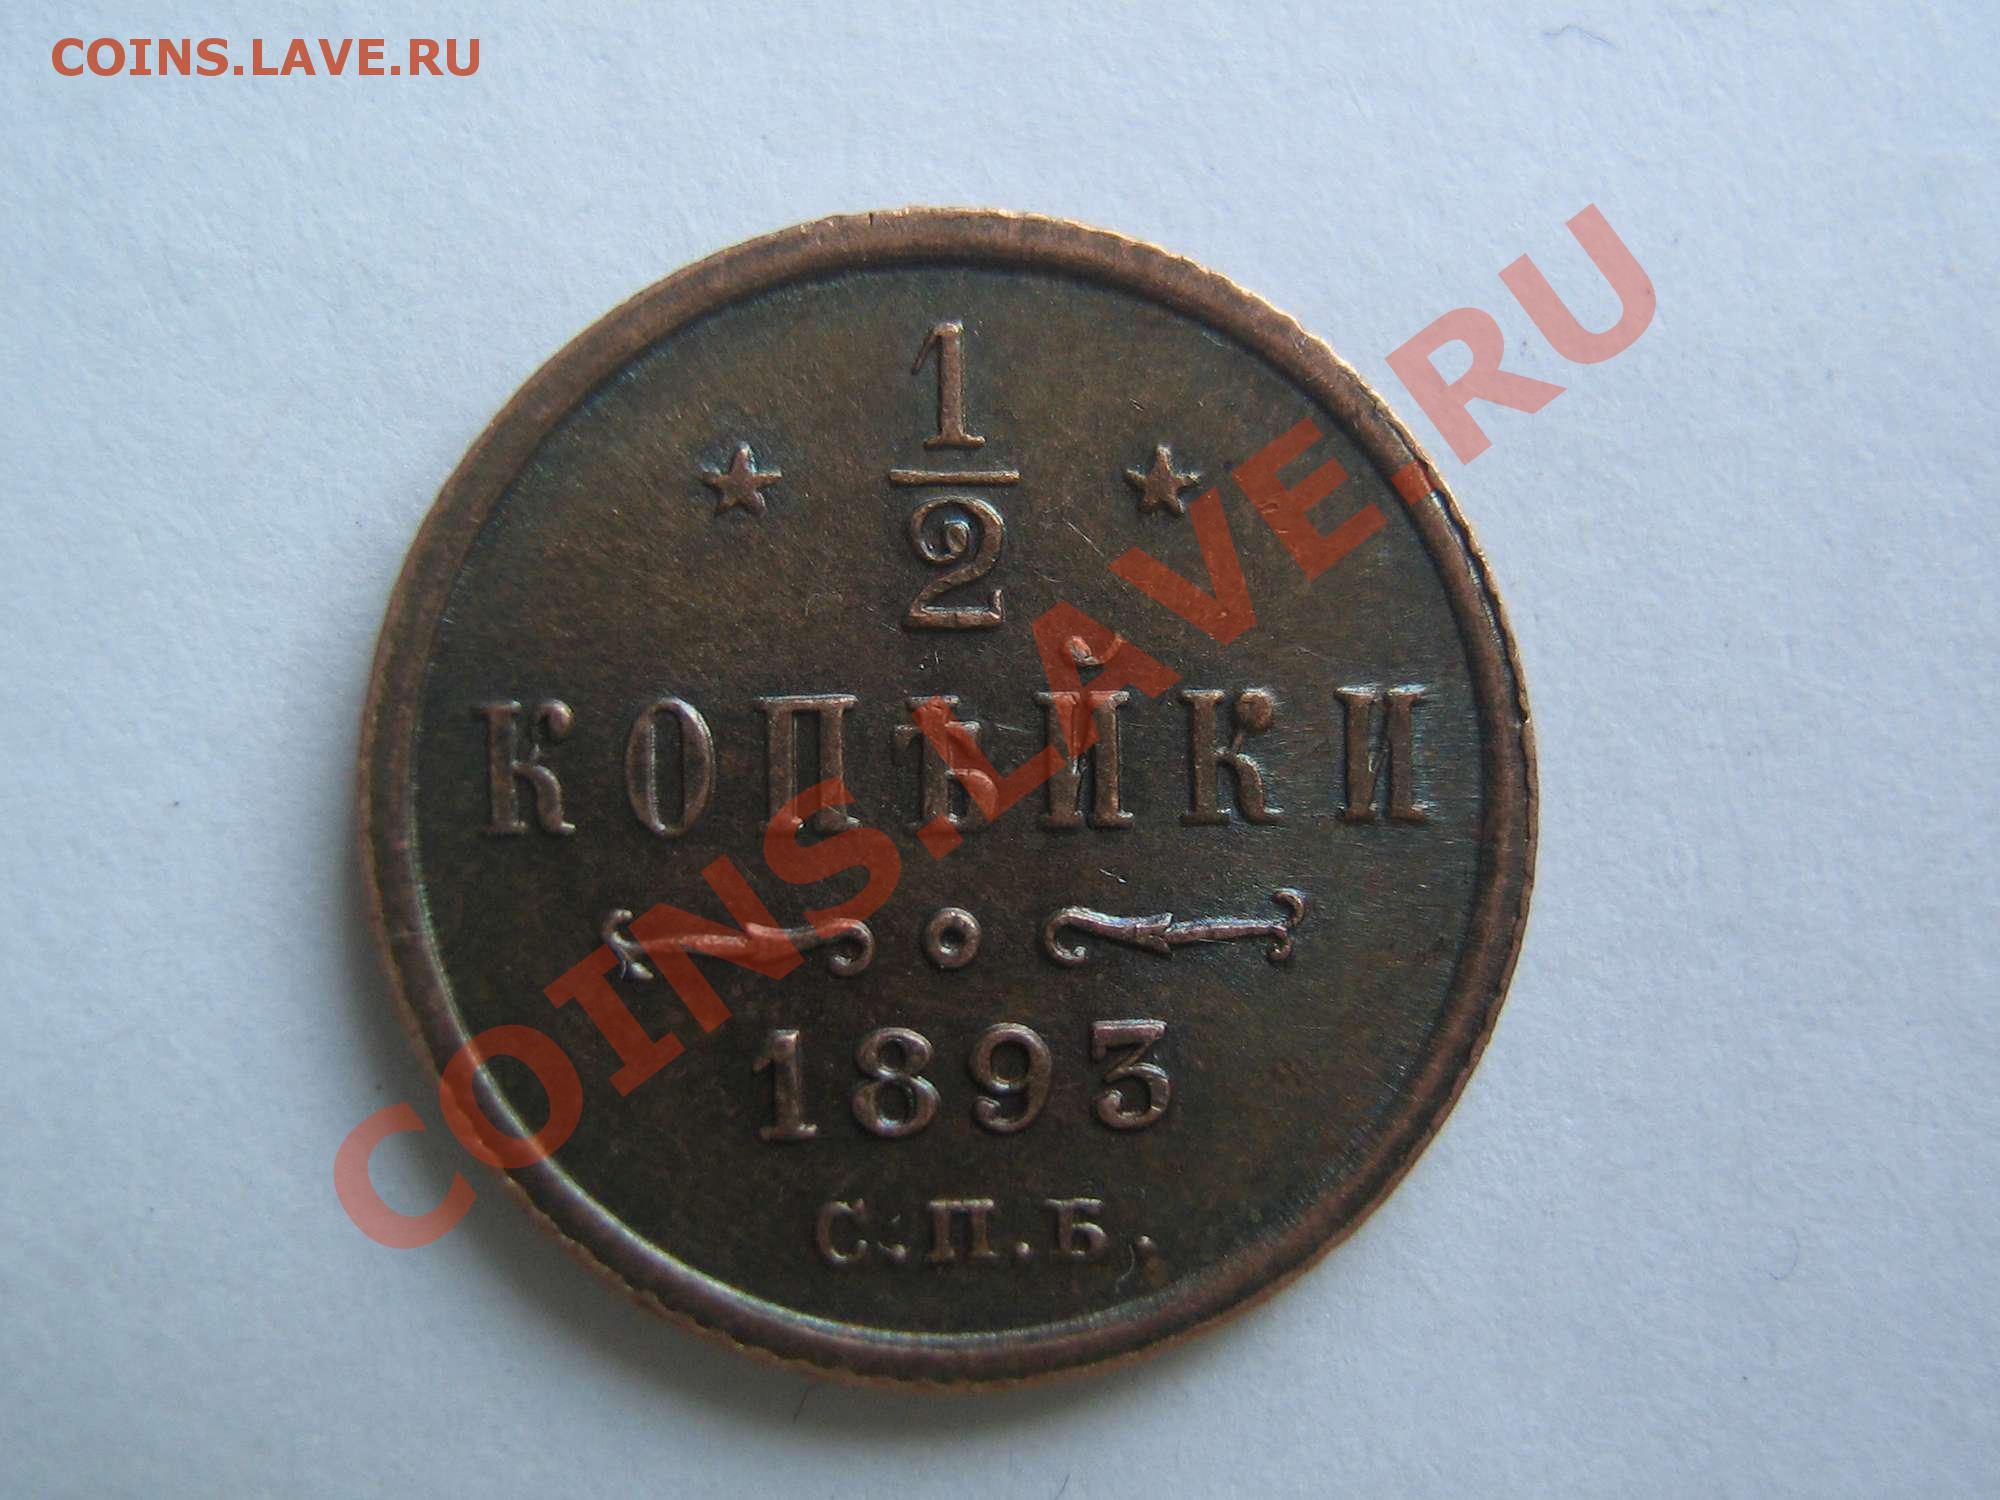 COINS.LAVE.RU
1
2
КОПѢЙКИ
1893
С.П.Б.
COINS.LAVE.RU